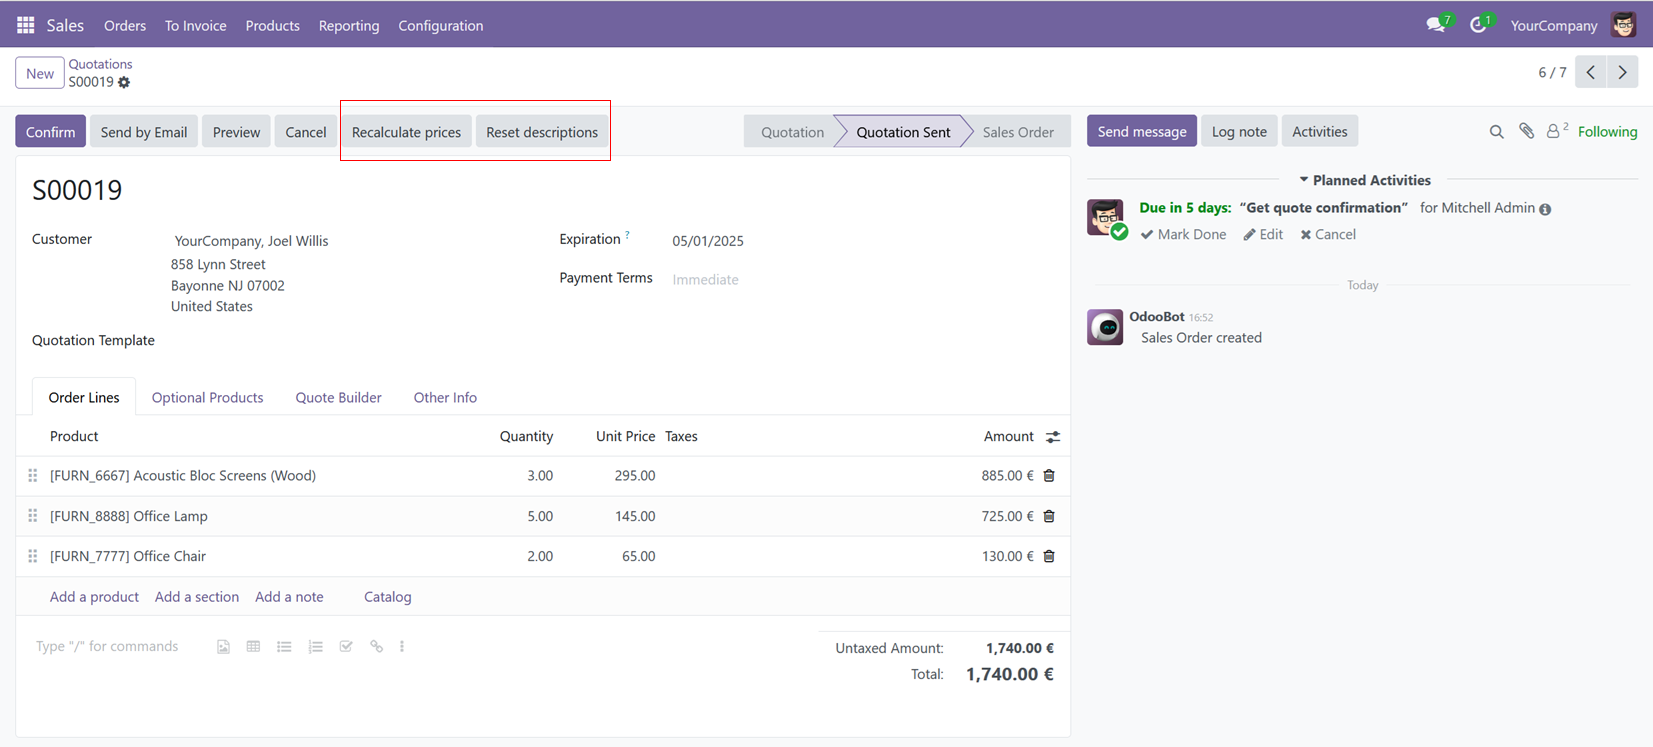 Sales Orders To Invoice Products Reporting Configuration 7 1 YourCompany
New Quotations 6 / 7
S00019
Confirm Send by Email Preview Cancel Recalculate prices Reset descriptions Quotation Quotation Sent Sales Order Send message Log note Activities 2 Following
Planned Activities
S00019
Due in 5 days: “Get quote confirmation” for Mitchell Admin
Mark Done Edit Cancel
Customer YourCompany, Joel Willis Expiration ? 05/01/2025
858 Lynn Street
Bayonne NJ 07002
United States
Payment Terms Immediate
Today
OdooBot 16:52
Sales Order created
Quotation Template
Order Lines Optional Products Quote Builder Other Info
Product Quantity Unit Price Taxes Amount
[FURN_6667] Acoustic Bloc Screens (Wood) 3.00 295.00 885.00 €
[FURN_8888] Office Lamp 5.00 145.00 725.00 €
[FURN_7777] Office Chair 2.00 65.00 130.00 €
Add a product Add a section Add a note Catalog
Type "/" for commands
Untaxed Amount: 1,740.00 €
Total: 1,740.00 €